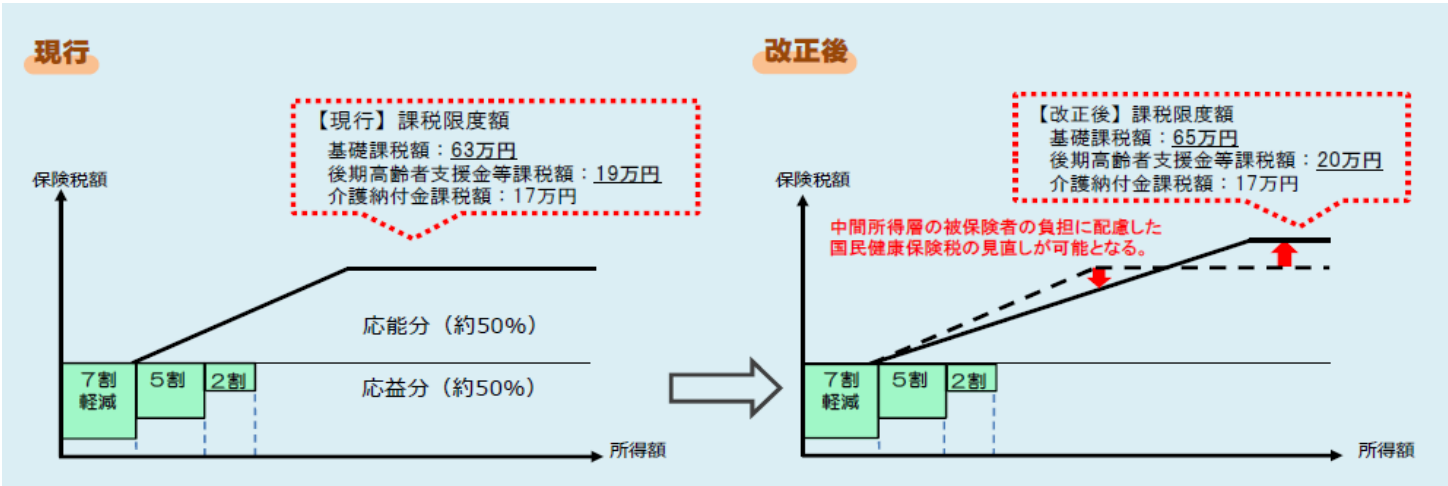 現行
【現行】課税限度額
基礎課税額：63万円
後期高齢者支援金等課税額：19万円
介護納付金課税額：17万円
保険税額
応能分（約50%）
7割
軽減
5割
2割
応益分（約50%）
所得額
改正後
【改正後】課税限度額
基礎課税額：65万円
後期高齢者支援金等課税額：20万円
介護納付金課税額：17万円
保険税額
中間所得層の被保険者の負担に配慮した
国民健康保険税の見直しが可能となる。
7割
軽減
5割
2割
所得額